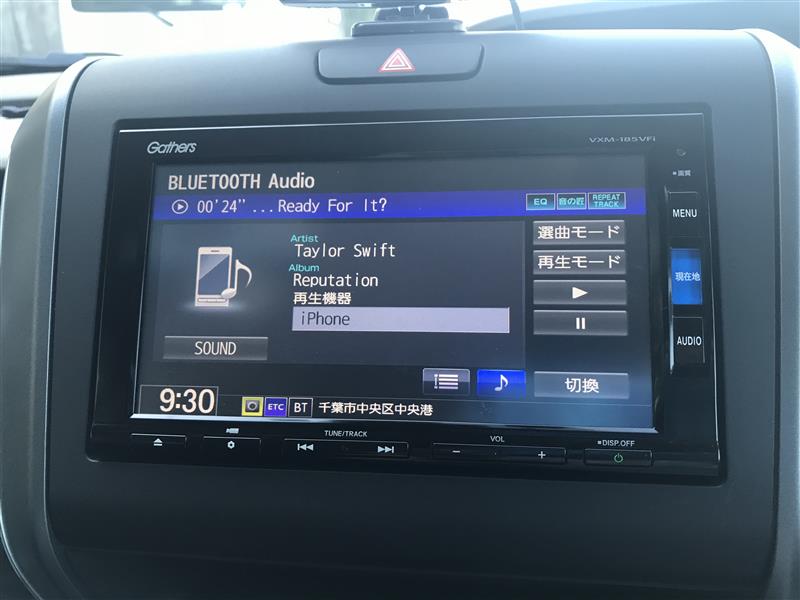 Gathers
VXM-185VFi
BLUETOOTH Audio
00'24" ...Ready For It?
EQ 音の匠 REPEAT TRACK
Artist
Taylor Swift
Album
Reputation
再生機器
iPhone
SOUND
選曲モード
再生モード
切換
9:30 ETC BT 千葉市中央区中央港
画質
MENU
現在地
AUDIO
TUNE/TRACK
VOL
DISP.OFF